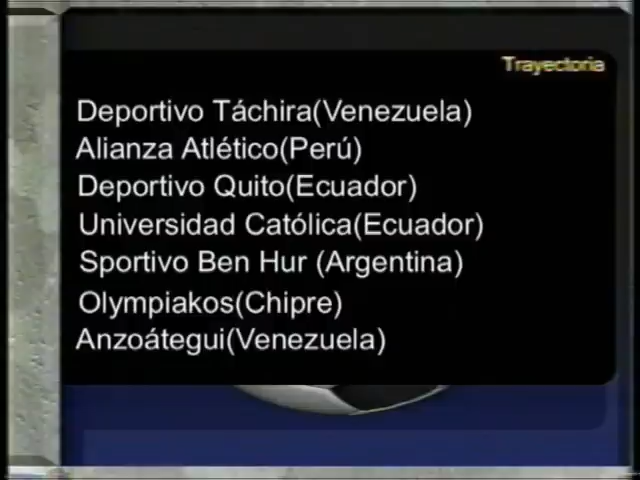 Trayectoria
Deportivo Táchira(Venezuela)
Alianza Atlético(Perú)
Deportivo Quito(Ecuador)
Universidad Católica(Ecuador)
Sportivo Ben Hur (Argentina)
Olympiakos(Chipre)
Anzoátegui(Venezuela)